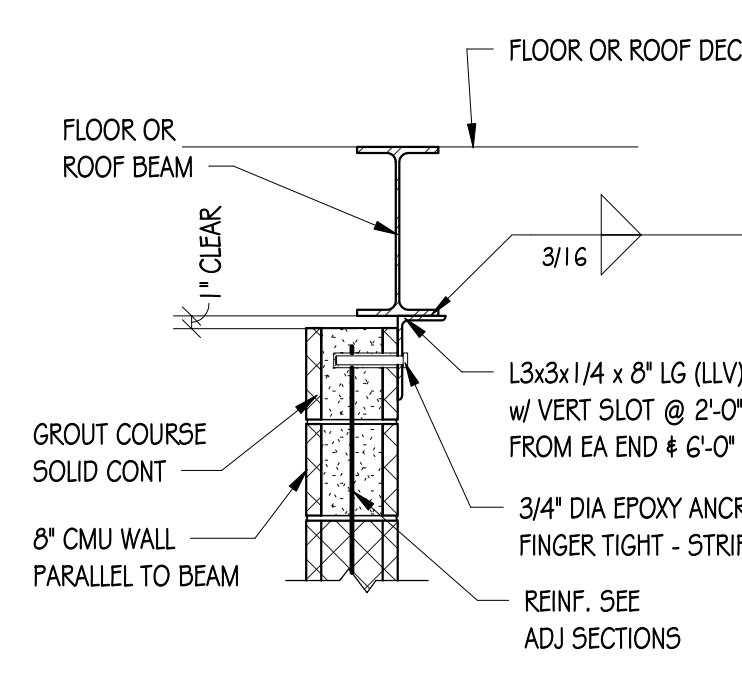 FLOOR OR ROOF DEC
FLOOR OR
ROOF BEAM
1" CLEAR
3/16
L3x3x1/4 x 8" LG (LLV)
w/ VERT SLOT @ 2'-0"
FROM EA END & 6'-0"
GROUT COURSE
SOLID CONT
3/4" DIA EPOXY ANCR
FINGER TIGHT - STRIF
8" CMU WALL
PARALLEL TO BEAM
REINF. SEE
ADJ SECTIONS